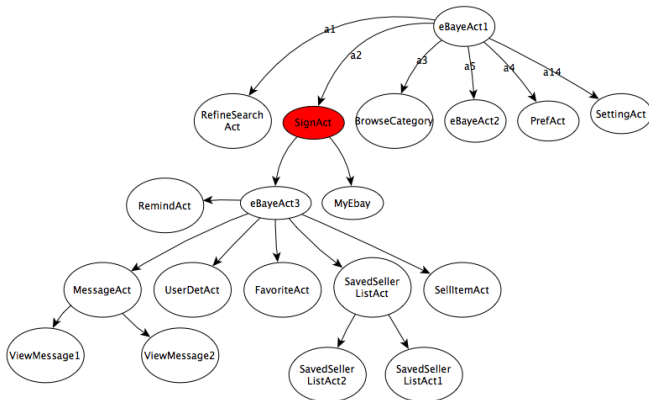 eBayeAct1
a1
a2
a3
a5
a4
a14
RefineSearch
Act
SignAct
BrowseCategory
eBayeAct2
PrefAct
SettingAct
RemindAct
eBayeAct3
MyEbay
MessageAct
UserDetAct
FavoriteAct
SavedSeller
ListAct
SellItemAct
ViewMessage1
ViewMessage2
SavedSeller
ListAct2
SavedSeller
ListAct1